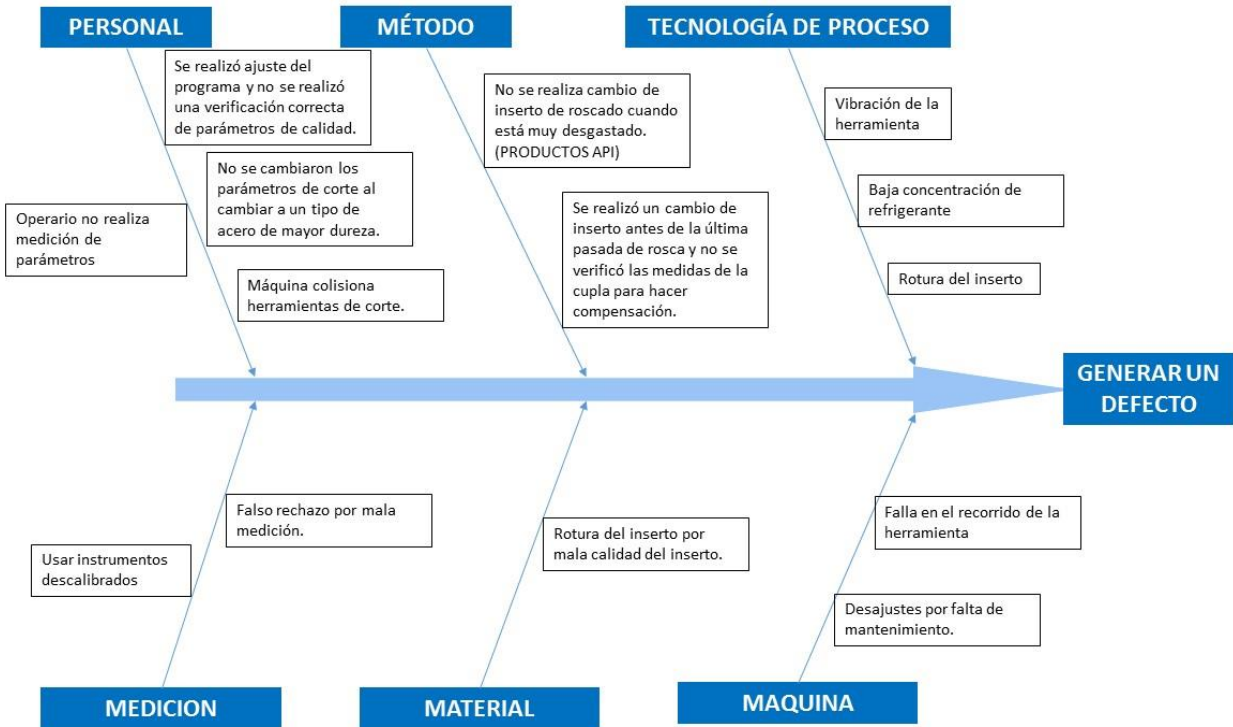 PERSONAL
MÉTODO
TECNOLOGÍA DE PROCESO
Se realizó ajuste del
programa y no se realizó
una verificación correcta
de parámetros de calidad.
No se cambiaron los
parámetros de corte al
cambiar a un tipo de
acero de mayor dureza.
Operario no realiza
medición de
parámetros
Máquina colisiona
herramientas de corte.
No se realiza cambio de
inserto de roscado cuando
está muy desgastado.
(PRODUCTOS API)
Se realizó un cambio de
inserto antes de la última
pasada de rosca y no se
verificó las medidas de la
cupla para hacer
compensación.
Vibración de la
herramienta
Baja concentración de
refrigerante
Rotura del inserto
GENERAR UN
DEFECTO
Falso rechazo por mala
medición.
Usar instrumentos
descalibrados
Rotura del inserto por
mala calidad del inserto.
Falla en el recorrido de la
herramienta
Desajustes por falta de
mantenimiento.
MEDICION
MATERIAL
MAQUINA